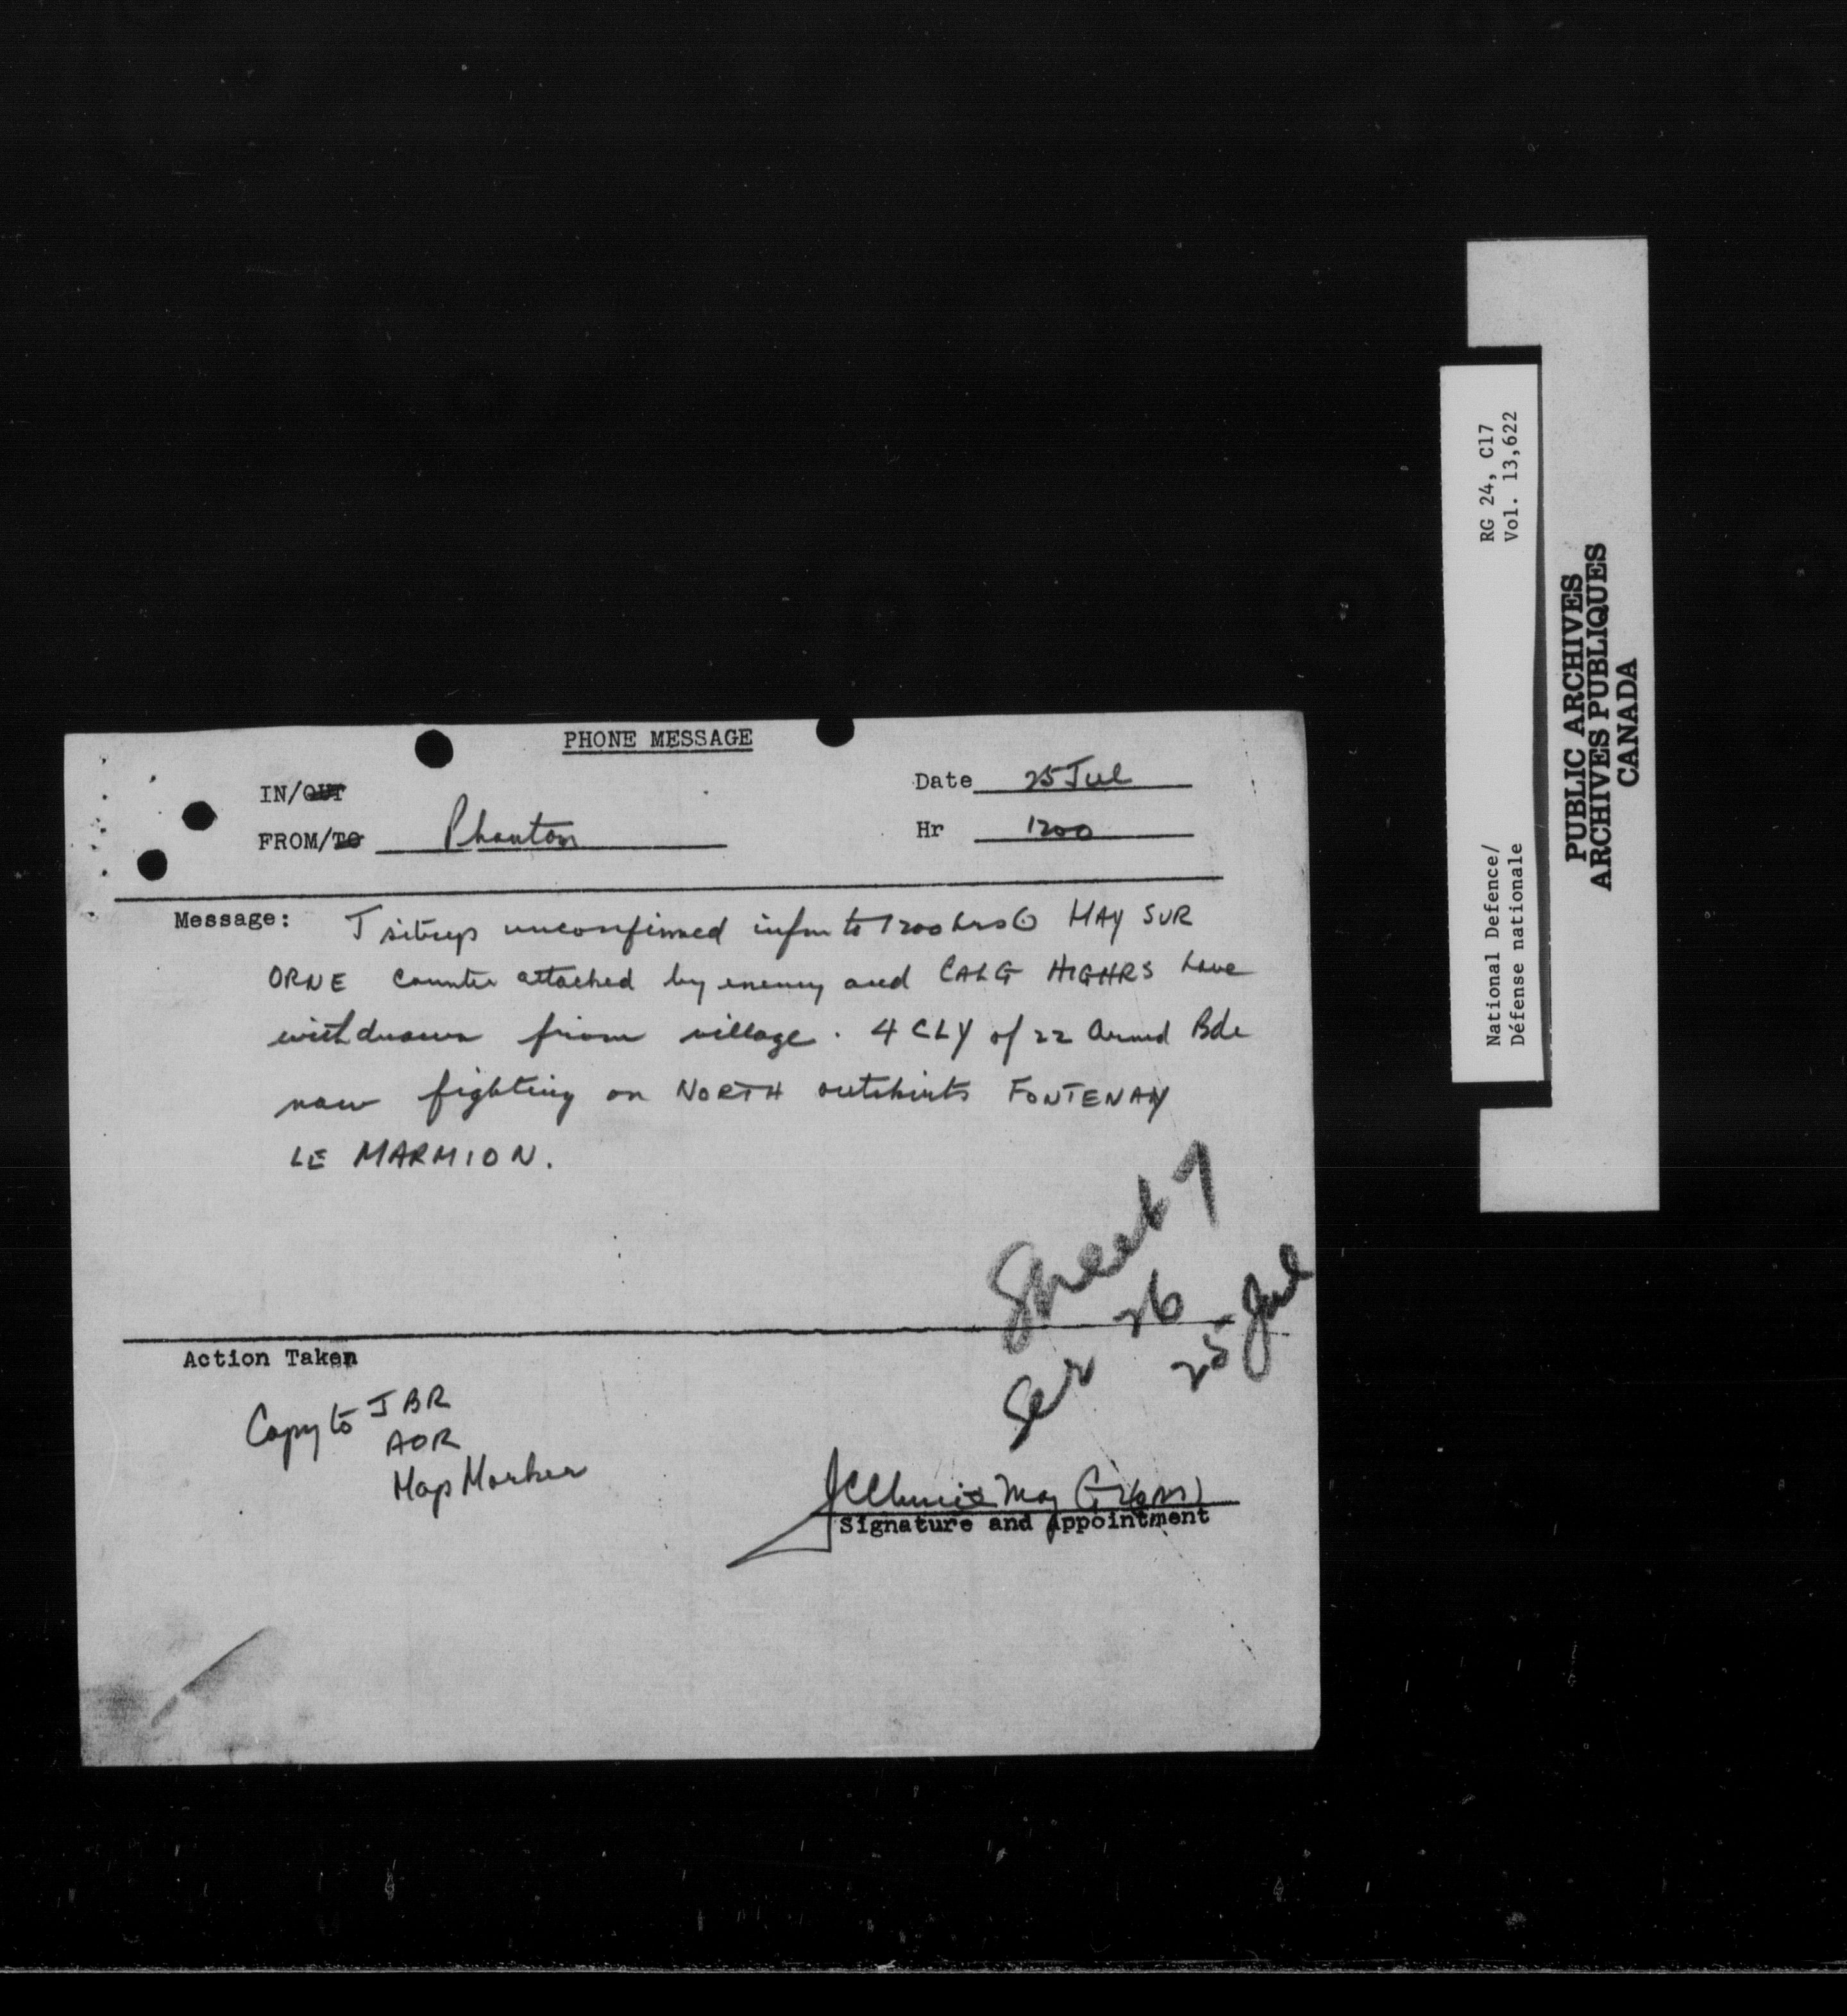 PHONE MESSAGE
IN/OUT
Date 25 Jul
FROM/TO Phantom
Hr 1200
Message: J sitrep unconfirmed infm to 1200 hrs ⊙ MAY SUR
ORNE counter attacked by enemy and CALG HIGHRS have
withdrawn from village. 4 CLY of 22 Armd Bde
now fighting on NORTH outskirts FONTENAY
LE MARMION.
Sheet 7
Ser 26
25 Jul
Action Taken
Copy to JBR
AOR
Map Marker
Maj
Signature and Appointment
RG 24, C17
Vol. 13,622
National Defence/
Défense nationale
PUBLIC ARCHIVES
ARCHIVES PUBLIQUES
CANADA